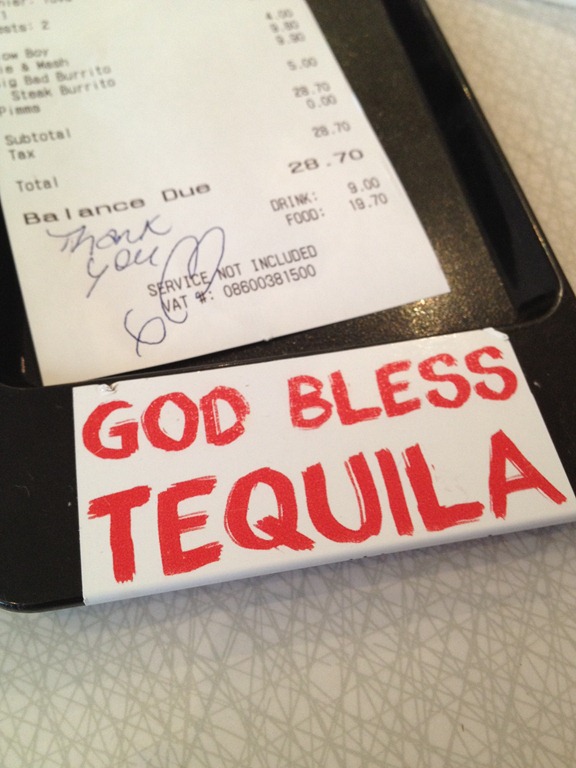 1
ests: 2
4.00
9.80
9.90
ow Boy
ie & Mash
ig Bad Burrito
5.00
Steak Burrito
Pimms
28.70
0.00
Subtotal
Tax
28.70
Total
28.70
Balance Due
DRINK: 9.00
FOOD: 19.70
Thank
you
SERVICE NOT INCLUDED
VAT #: 08600381500
GOD BLESS
TEQUILA